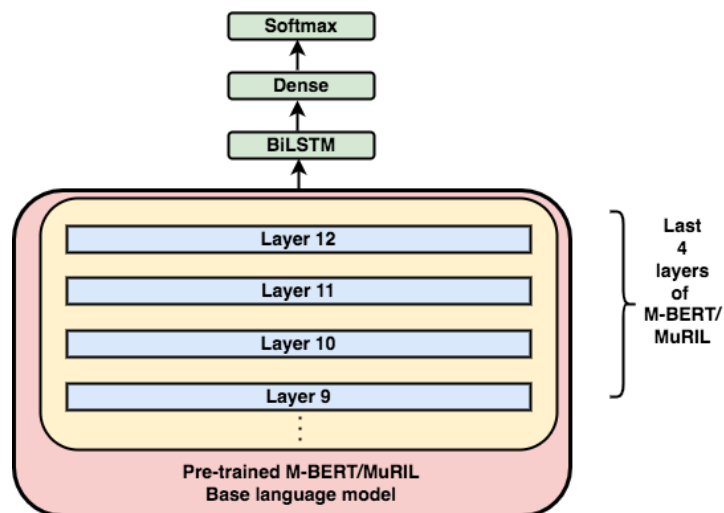 Softmax
Dense
BiLSTM
Layer 12
Layer 11
Layer 10
Layer 9
Pre-trained M-BERT/MuRIL
Base language model
Last
4
layers
of
M-BERT/
MuRIL